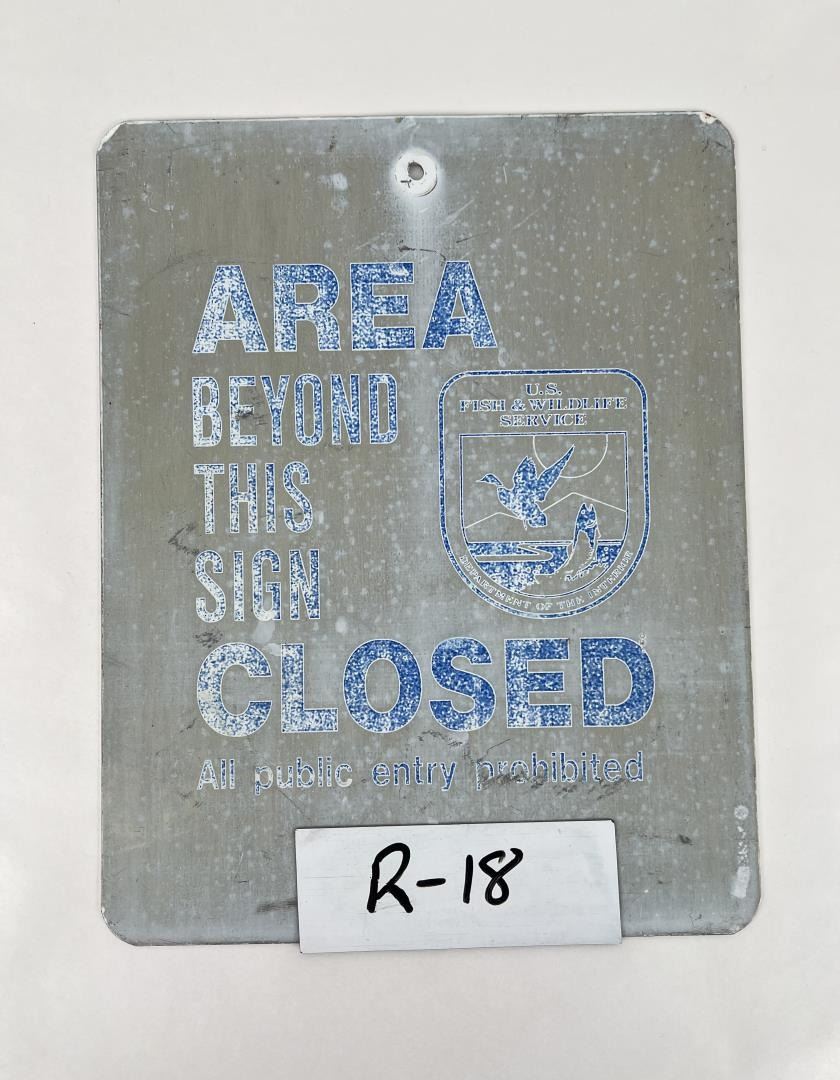 AREA
BEYOND
THIS
SIGN
U.S.
FISH & WILDLIFE
SERVICE
DEPARTMENT OF THE INTERIOR
CLOSED
All public entry prohibited
R-18